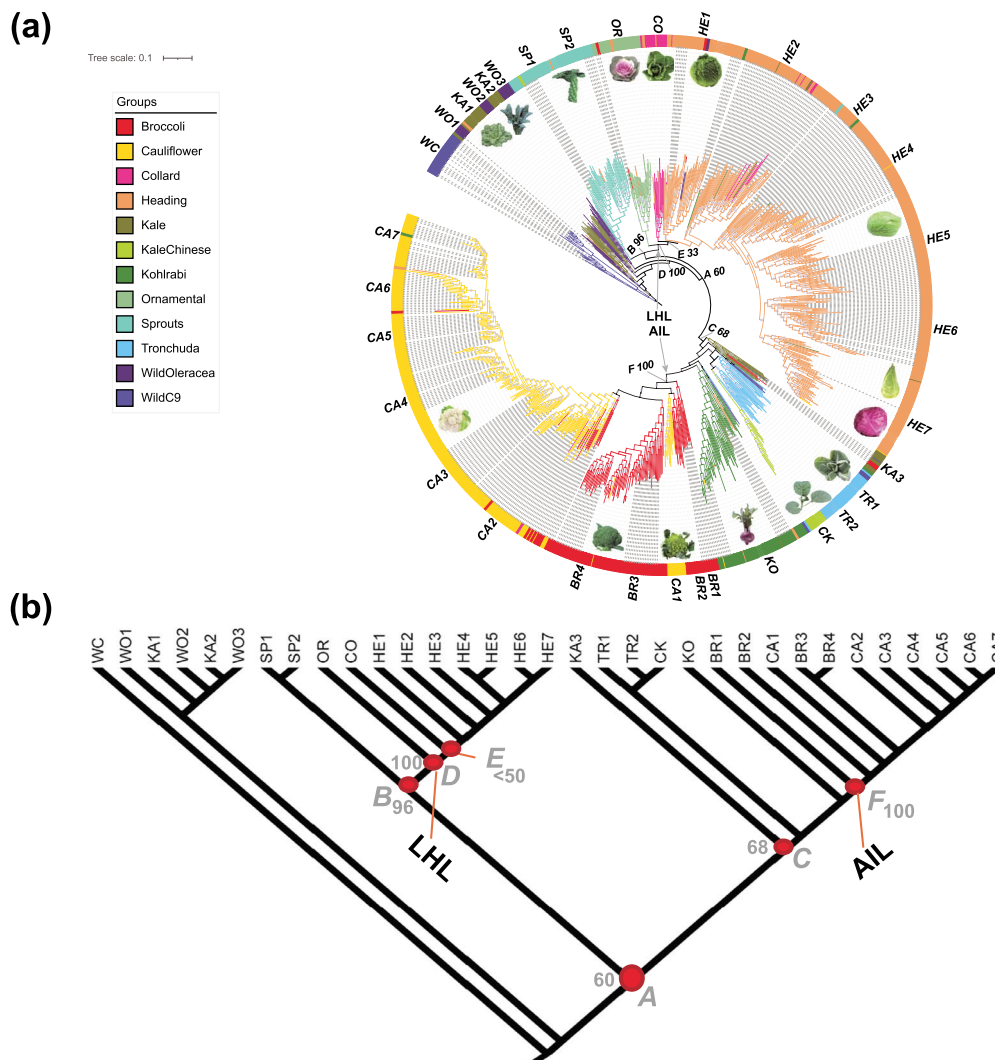 (a)
Tree scale: 0.1
Groups
Broccoli
Cauliflower
Collard
Heading
Kale
KaleChinese
Kohlrabi
Ornamental
Sprouts
Tronchuda
WildOleracea
WildC9
WC
WO1
KA1
WO2
KA2
WO3
SP1
SP2
OR
CO
HE1
HE2
HE3
HE4
HE5
HE6
HE7
KA3
TR1
TR2
CK
KO
BR1
BR2
CA1
BR3
BR4
CA2
CA3
CA4
CA5
CA6
CA7
B 96
E 33
D 100
A 60
LHL
AIL
C 68
F 100
(b)
WC WO1 KA1 WO2 KA2 WO3 SP1 SP2 OR CO HE1 HE2 HE3 HE4 HE5 HE6 HE7 KA3 TR1 TR2 CK KO BR1 BR2 CA1 BR3 BR4 CA2 CA3 CA4 CA5 CA6 CA7
100 D
E <50
B 96
LHL
F 100
68 C
AIL
60 A